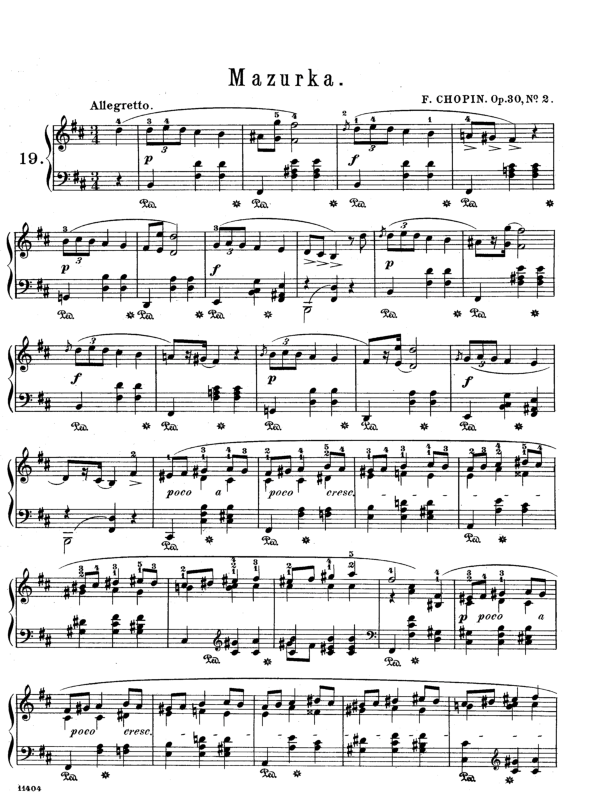 Mazurka.
Allegretto.
F. CHOPIN. Op. 30, No 2.
19.
p
f
p
f
p
f
p
poco a poco cresc.
p poco a
poco cresc.
11404